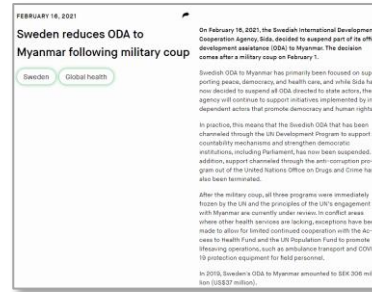 FEBRUARY 16, 2021
Sweden reduces ODA to
Myanmar following military coup
Sweden Global health
On February 16, 2021, the Swedish International Development
Cooperation Agency, Sida, decided to suspend part of its
development assistance (ODA) to Myanmar. The decision
comes after a military coup on February 1.
Swedish ODA to Myanmar has primarily been focused on
porting peace, democracy, and health care, and while Sida
now decided to suspend all ODA directed to state actors, the
agency will continue to support initiatives implemented by
dependent actors that promote democracy and human
In practice, this means that the Swedish ODA that has been
channeled through the UN Development Program to support
countability mechanisms and strengthen democratic
institutions, including Parliament, has now been suspended.
addition, support channeled through the anti-corruption pro-
gram out of the United Nations Office on Drugs and Crime
also been terminated.
After the military coup, all three programs were immediately
frozen by the UN and the principles of the UN's engagement
with Myanmar are currently under review. In conflict areas
where other health services are lacking, exceptions have
made to allow for limited continued cooperation with the Ac-
cess to Health Fund and the UN Population Fund to promote
lifesaving operations, such as ambulance transport and
19 protection equipment for field personnel.
In 2019, Sweden's ODA to Myanmar amounted to SEK 306
lion (US$37 million).